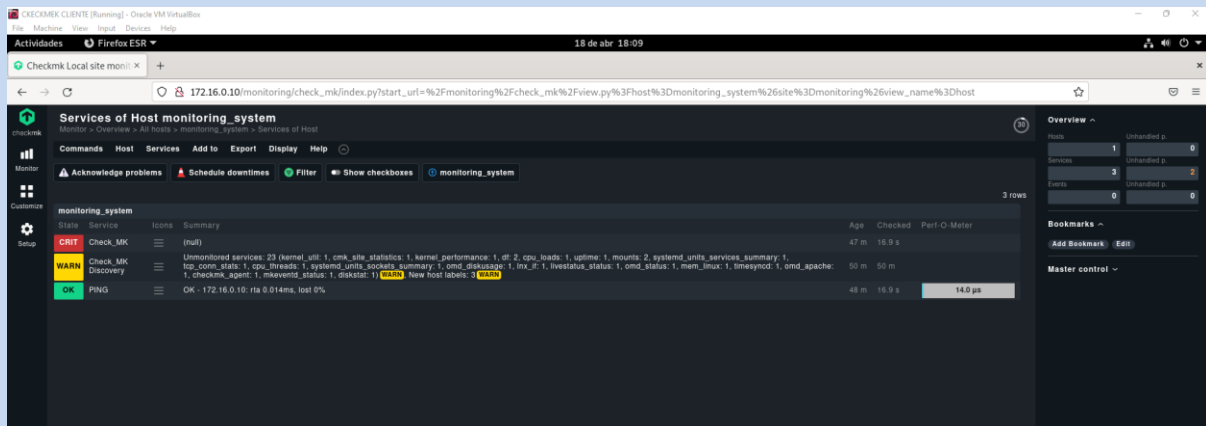 CKECKMEK CLIENTE [Running] - Oracle VM VirtualBox
File Machine View Input Devices Help
Actividades Firefox ESR 18 de abr 18:09
Checkmk Local site monit
172.16.0.10/monitoring/check_mk/index.py?start_url=%2Fmonitoring%2Fcheck_mk%2Fview.py%3Fhost%3Dmonitoring_system%26site%3Dmonitoring%26view_name%3Dhost
checkmk
Monitor
Customize
Setup
Services of Host monitoring_system
Monitor > Overview > All hosts > monitoring_system > Services of Host
30
Commands Host Services Add to Export Display Help
Acknowledge problems Schedule downtimes Filter Show checkboxes monitoring_system
3 rows
monitoring_system
State Service Icons Summary Age Checked Perf-O-Meter
CRIT Check_MK (null) 47 m 16.9 s
WARN Check_MK Discovery Unmonitored services: 23 (kernel_util: 1, cmk_site_statistics: 1, kernel_performance: 1, df: 2, cpu_loads: 1, uptime: 1, mounts: 2, systemd_units_services_summary: 1,
tcp_conn_stats: 1, cpu_threads: 1, systemd_units_sockets_summary: 1, omd_diskusage: 1, lnx_if: 1, livestatus_status: 1, omd_status: 1, mem_linux: 1, timesyncd: 1, omd_apache:
1, checkmk_agent: 1, mkeventd_status: 1, diskstat: 1) WARN, New host labels: 3 WARN 50 m 50 m
OK PING OK - 172.16.0.10: rta 0.014ms, lost 0% 48 m 16.9 s 14.0 µs
Overview
Hosts Unhandled p.
1 0
Services Unhandled p.
3 2
Events Unhandled p.
0 0
Bookmarks
Add Bookmark Edit
Master control